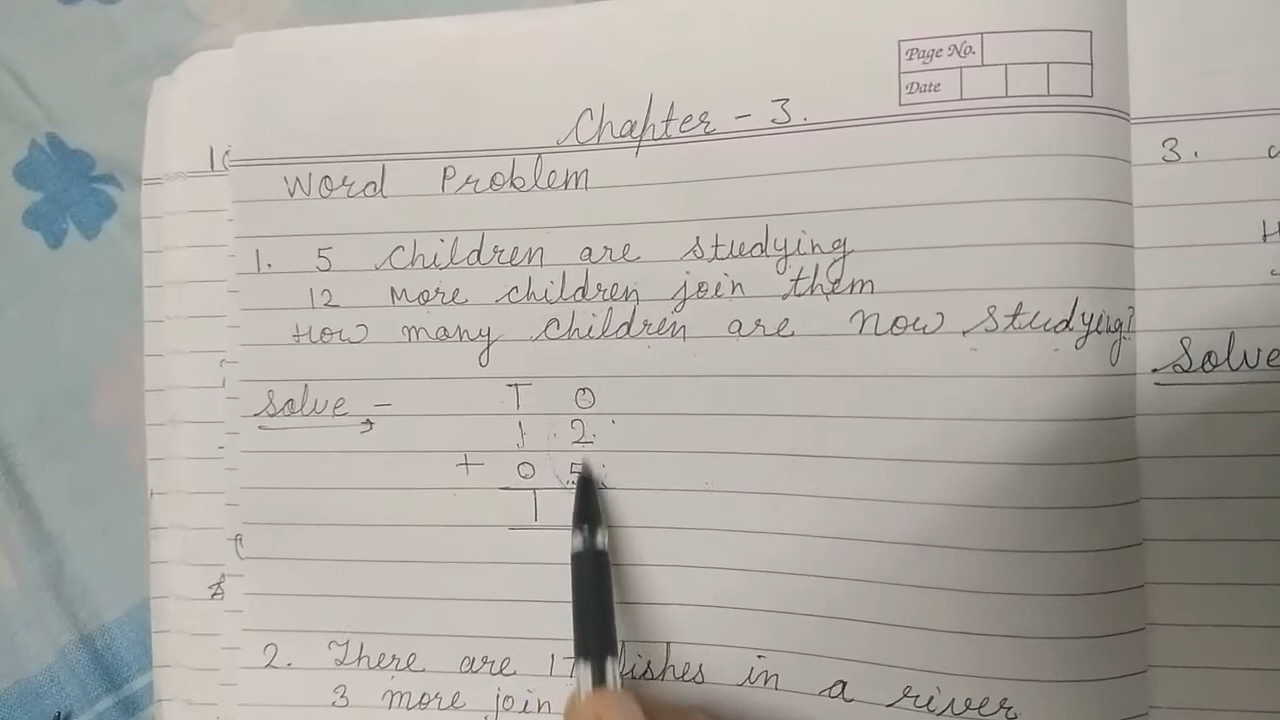 Page No.
Date
Chapter - 3.
Word Problem
1. 5 children are studying
12 more children join them
How many children are now studying?
Solve -
T O
1 2
+ 0 5
1
2. There are 17 fishes in a river
3 more join
3.
Solve